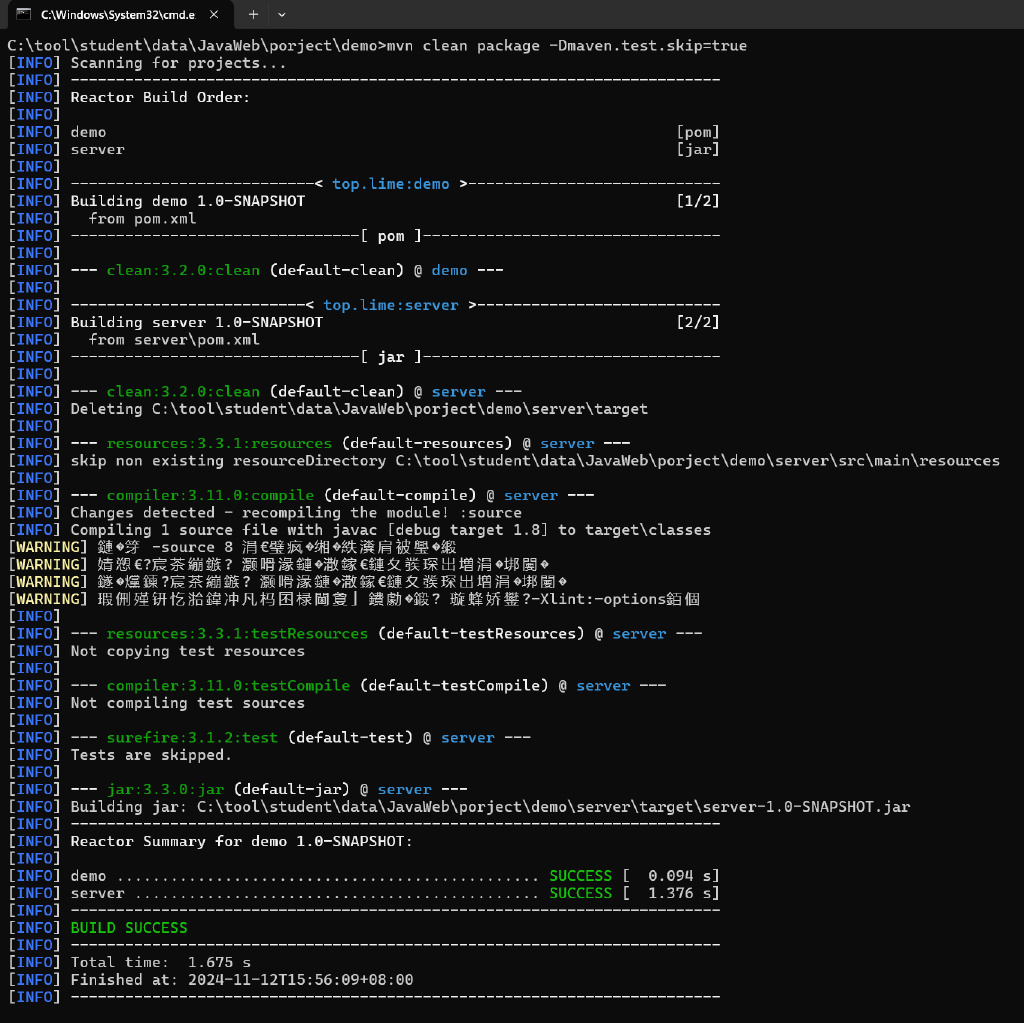 C:\Windows\System32\cmd.e
C:\tool\student\data\JavaWeb\porject\demo>mvn clean package -Dmaven.test.skip=true
[INFO] Scanning for projects...
[INFO] ------------------------------------------------------------------------
[INFO] Reactor Build Order:
[INFO]
[INFO] demo [pom]
[INFO] server [jar]
[INFO]
[INFO] ---------------------------< top.lime:demo >----------------------------
[INFO] Building demo 1.0-SNAPSHOT [1/2]
[INFO] from pom.xml
[INFO] --------------------------------[ pom ]---------------------------------
[INFO]
[INFO] --- clean:3.2.0:clean (default-clean) @ demo ---
[INFO]
[INFO] --------------------------< top.lime:server >---------------------------
[INFO] Building server 1.0-SNAPSHOT [2/2]
[INFO] from server\pom.xml
[INFO] --------------------------------[ jar ]---------------------------------
[INFO]
[INFO] --- clean:3.2.0:clean (default-clean) @ server ---
[INFO] Deleting C:\tool\student\data\JavaWeb\porject\demo\server\target
[INFO]
[INFO] --- resources:3.3.1:resources (default-resources) @ server ---
[INFO] skip non existing resourceDirectory C:\tool\student\data\JavaWeb\porject\demo\server\src\main\resources
[INFO]
[INFO] --- compiler:3.11.0:compile (default-compile) @ server ---
[INFO] Changes detected - recompiling the module! :source
[INFO] Compiling 1 source file with javac [debug target 1.8] to target\classes
[WARNING] -source 8
[WARNING]
[WARNING]
[WARNING] -Xlint:-options
[INFO]
[INFO] --- resources:3.3.1:testResources (default-testResources) @ server ---
[INFO] Not copying test resources
[INFO]
[INFO] --- compiler:3.11.0:testCompile (default-testCompile) @ server ---
[INFO] Not compiling test sources
[INFO]
[INFO] --- surefire:3.1.2:test (default-test) @ server ---
[INFO] Tests are skipped.
[INFO]
[INFO] --- jar:3.3.0:jar (default-jar) @ server ---
[INFO] Building jar: C:\tool\student\data\JavaWeb\porject\demo\server\target\server-1.0-SNAPSHOT.jar
[INFO] ------------------------------------------------------------------------
[INFO] Reactor Summary for demo 1.0-SNAPSHOT:
[INFO]
[INFO] demo ............................................... SUCCESS [ 0.094 s]
[INFO] server ............................................. SUCCESS [ 1.376 s]
[INFO] ------------------------------------------------------------------------
[INFO] BUILD SUCCESS
[INFO] ------------------------------------------------------------------------
[INFO] Total time: 1.675 s
[INFO] Finished at: 2024-11-12T15:56:09+08:00
[INFO] ------------------------------------------------------------------------